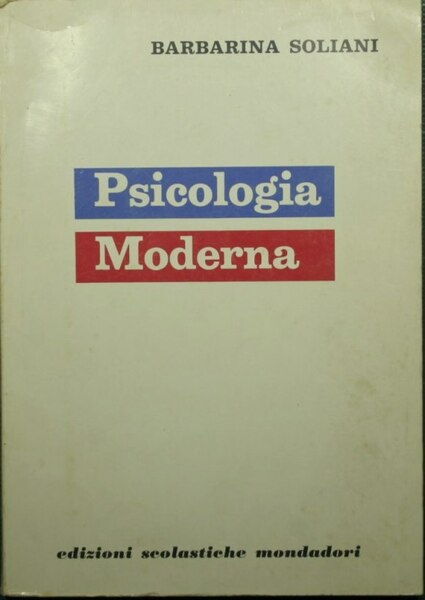 BARBARINA SOLIANI
Psicologia
Moderna
edizioni scolastiche mondadori